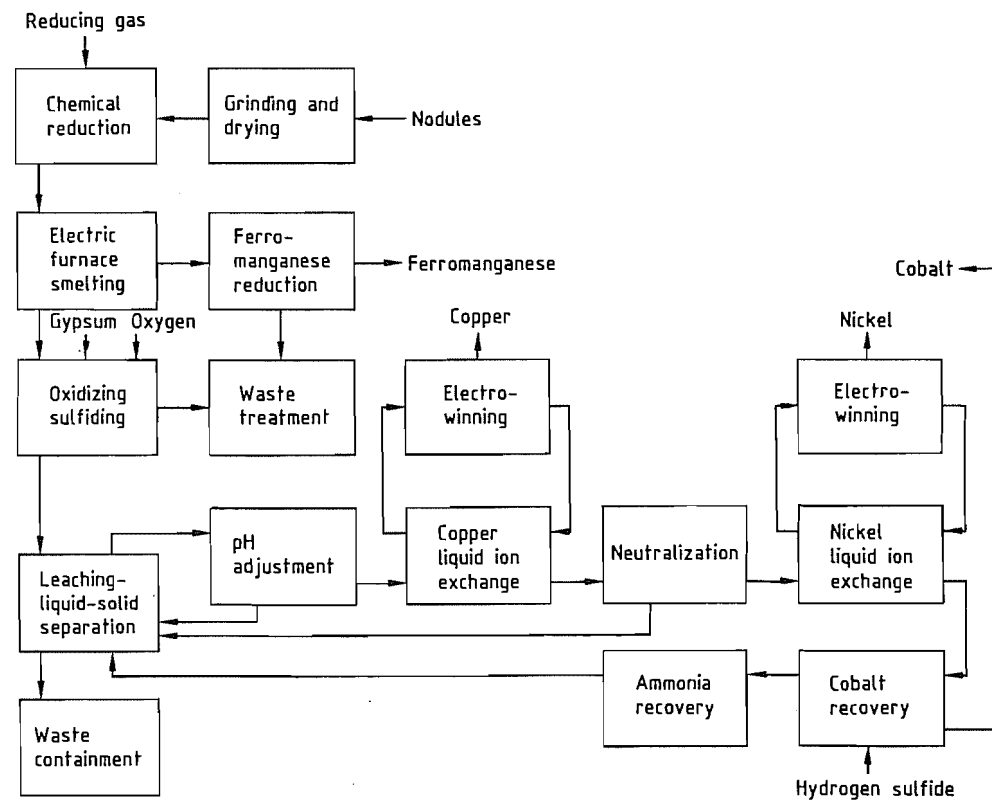 Reducing gas
Chemical
reduction
Grinding and
drying
Nodules
Electric
furnace
smelting
Ferro-
manganese
reduction
Ferromanganese
Cobalt
Gypsum Oxygen
Copper
Nickel
Oxidizing
sulfiding
Waste
treatment
Electro-
winning
Electro-
winning
pH
adjustment
Copper
liquid ion
exchange
Neutralization
Nickel
liquid ion
exchange
Leaching-
liquid-solid
separation
Ammonia
recovery
Cobalt
recovery
Waste
containment
Hydrogen sulfide